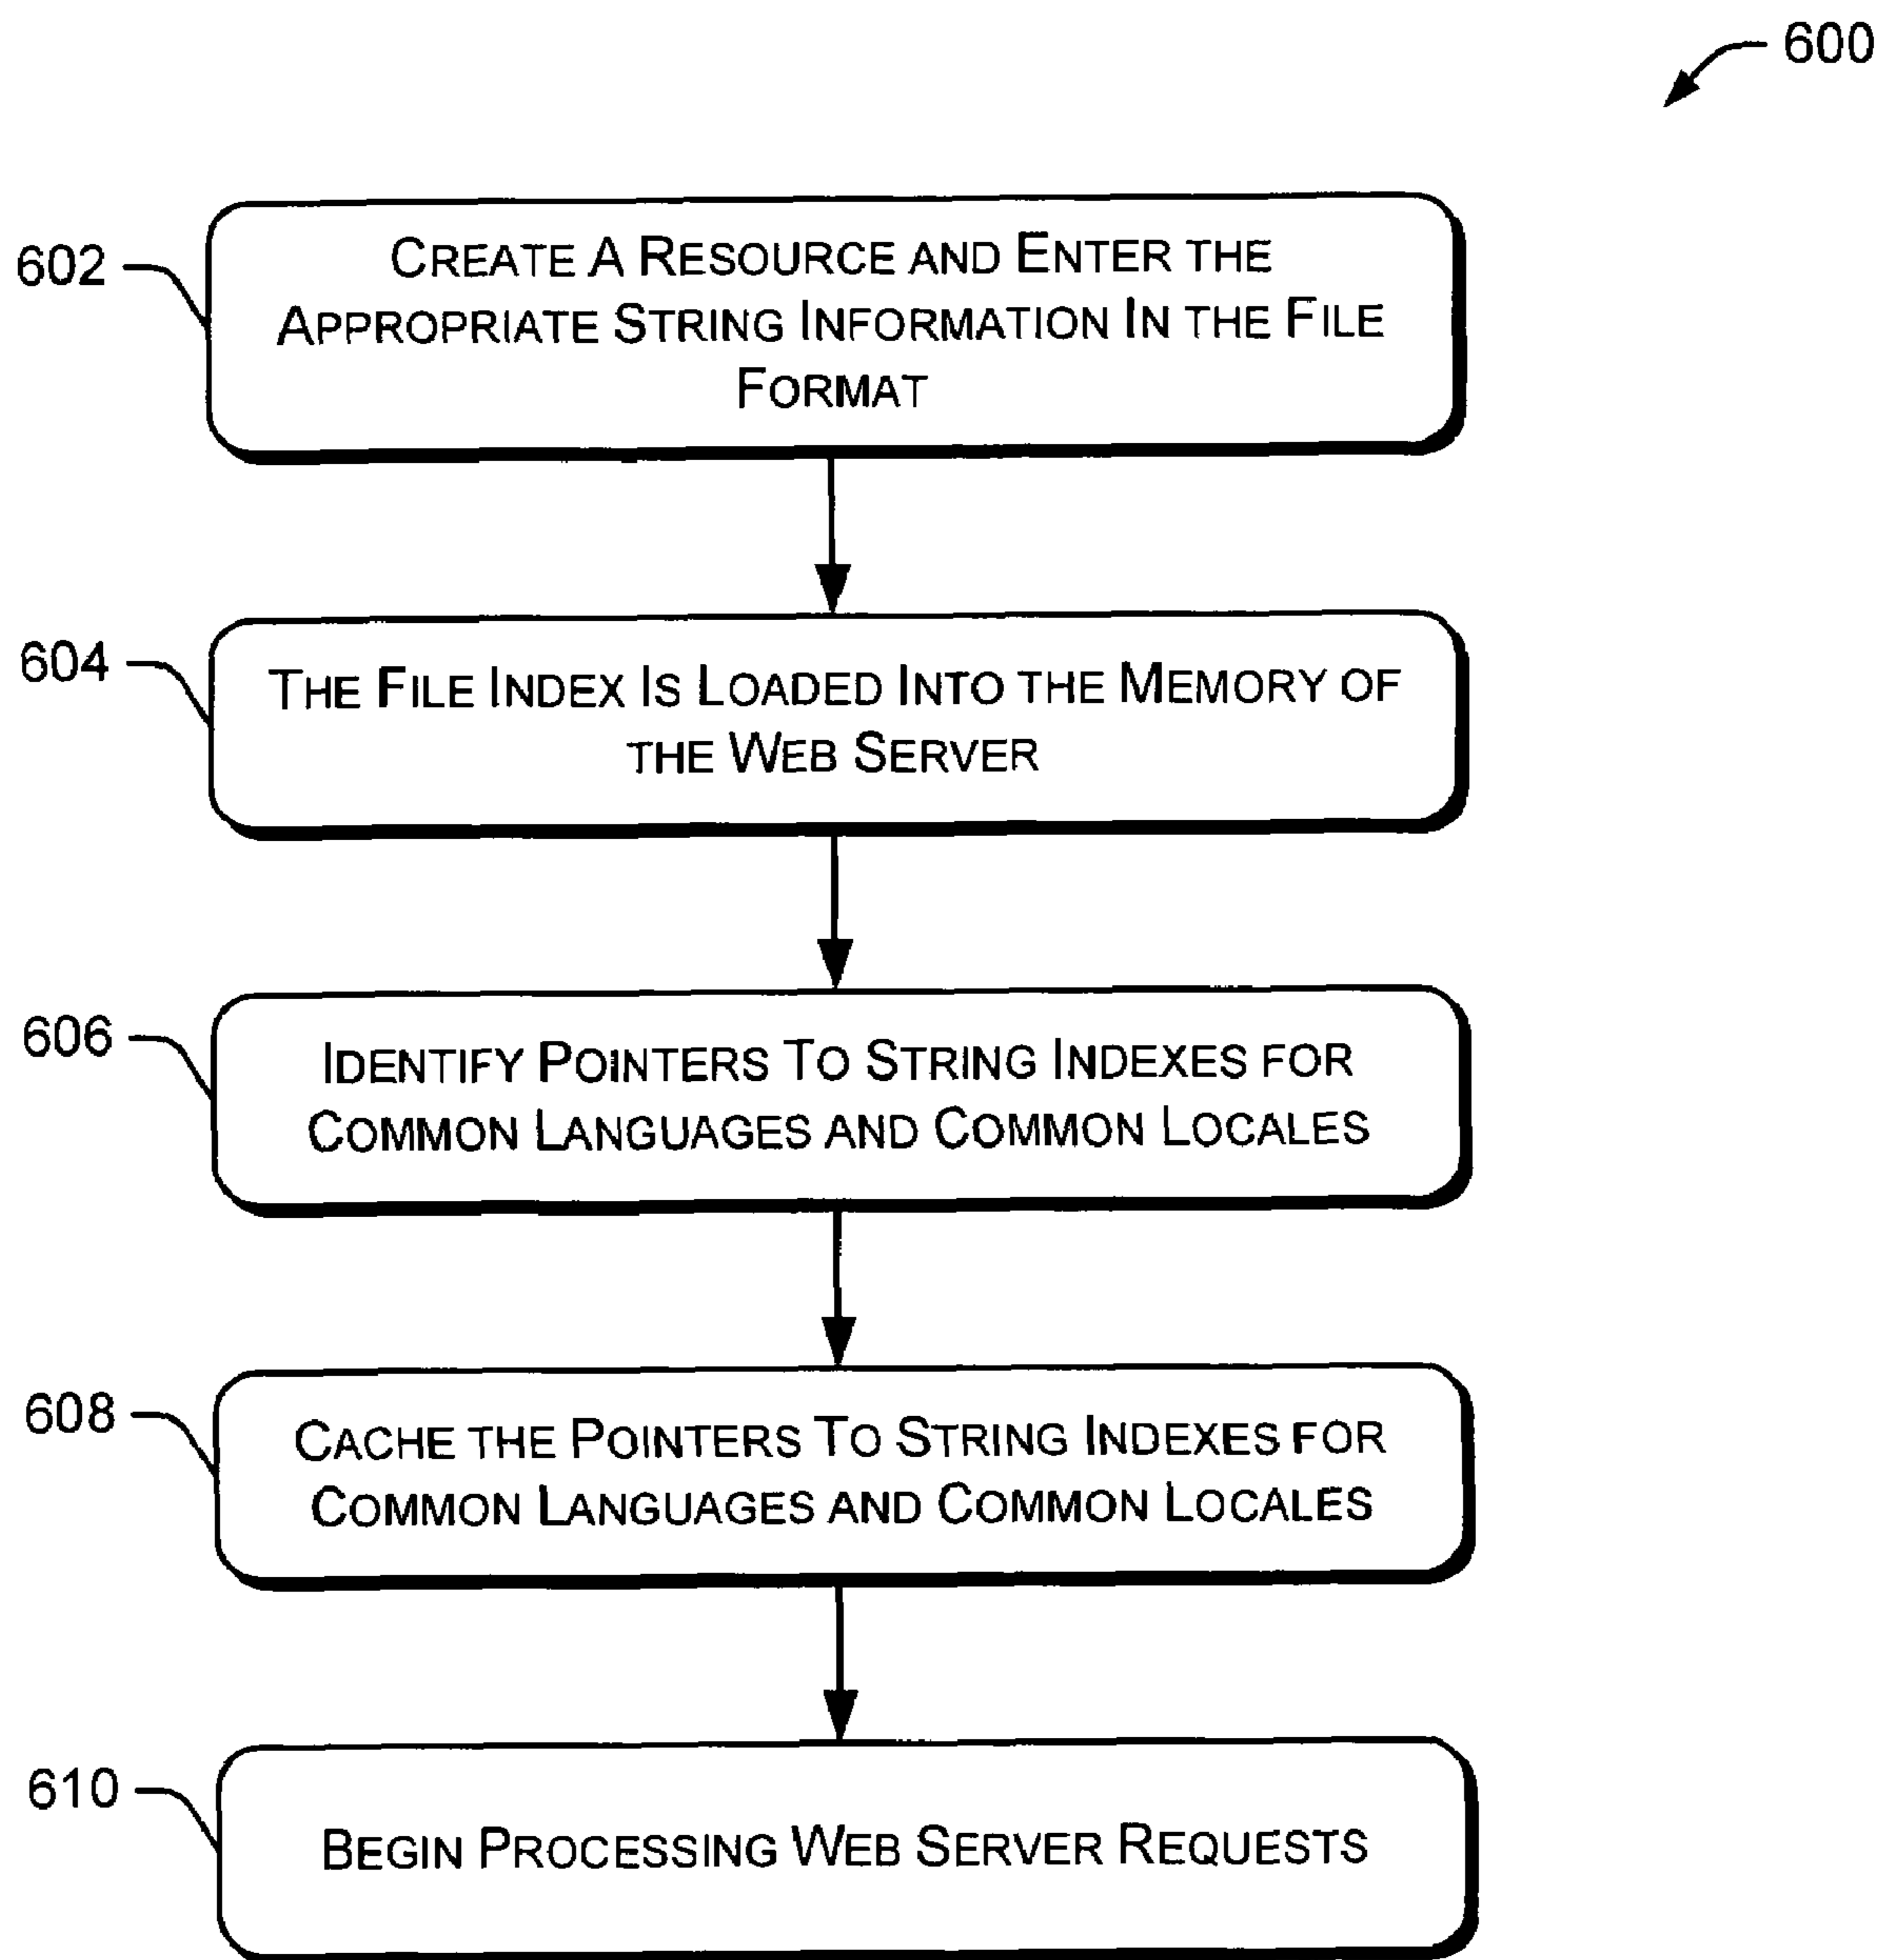 600
602
CREATE A RESOURCE AND ENTER THE
APPROPRIATE STRING INFORMATION IN THE FILE
FORMAT
604
THE FILE INDEX IS LOADED INTO THE MEMORY OF
THE WEB SERVER
606
IDENTIFY POINTERS TO STRING INDEXES FOR
COMMON LANGUAGES AND COMMON LOCALES
608
CACHE THE POINTERS TO STRING INDEXES FOR
COMMON LANGUAGES AND COMMON LOCALES
610
BEGIN PROCESSING WEB SERVER REQUESTS